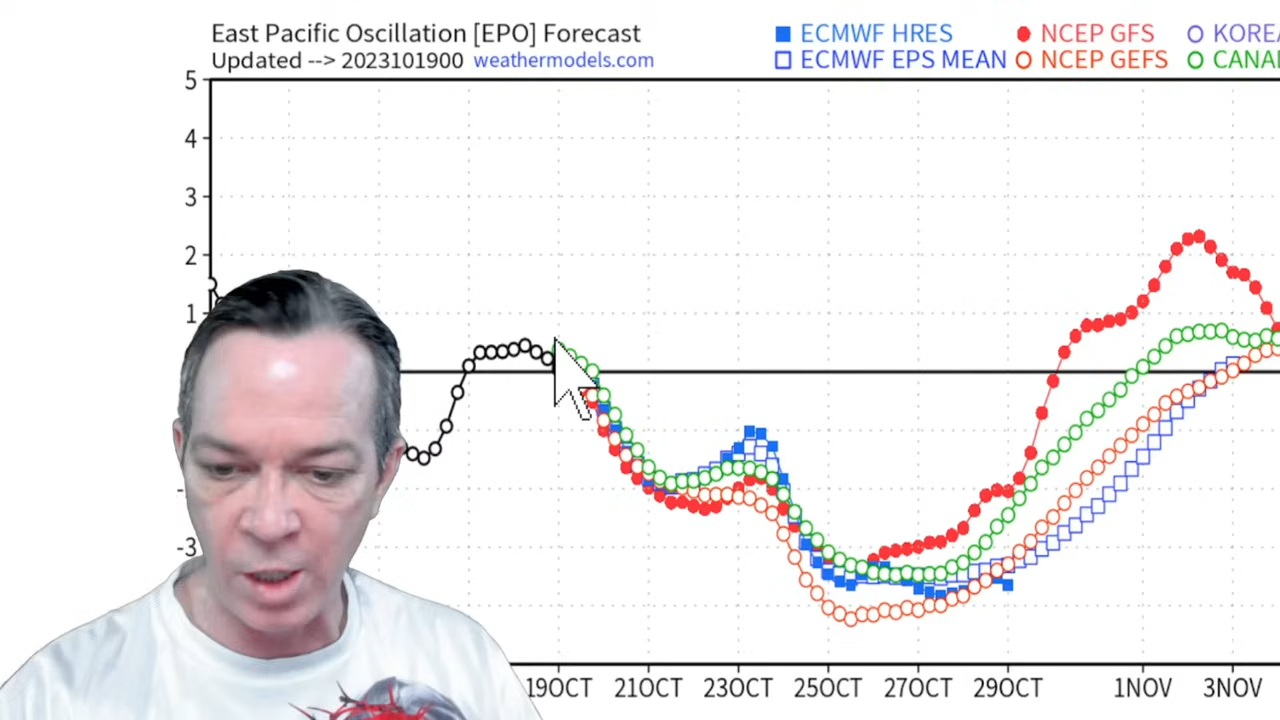 East Pacific Oscillation [EPO] Forecast
Updated --> 2023101900 weathermodels.com
ECMWF HRES NCEP GFS
ECMWF EPS MEAN NCEP GEFS
5
4
3
2
1
-3
19OCT 21OCT 23OCT 25OCT 27OCT 29OCT 1NOV 3NOV